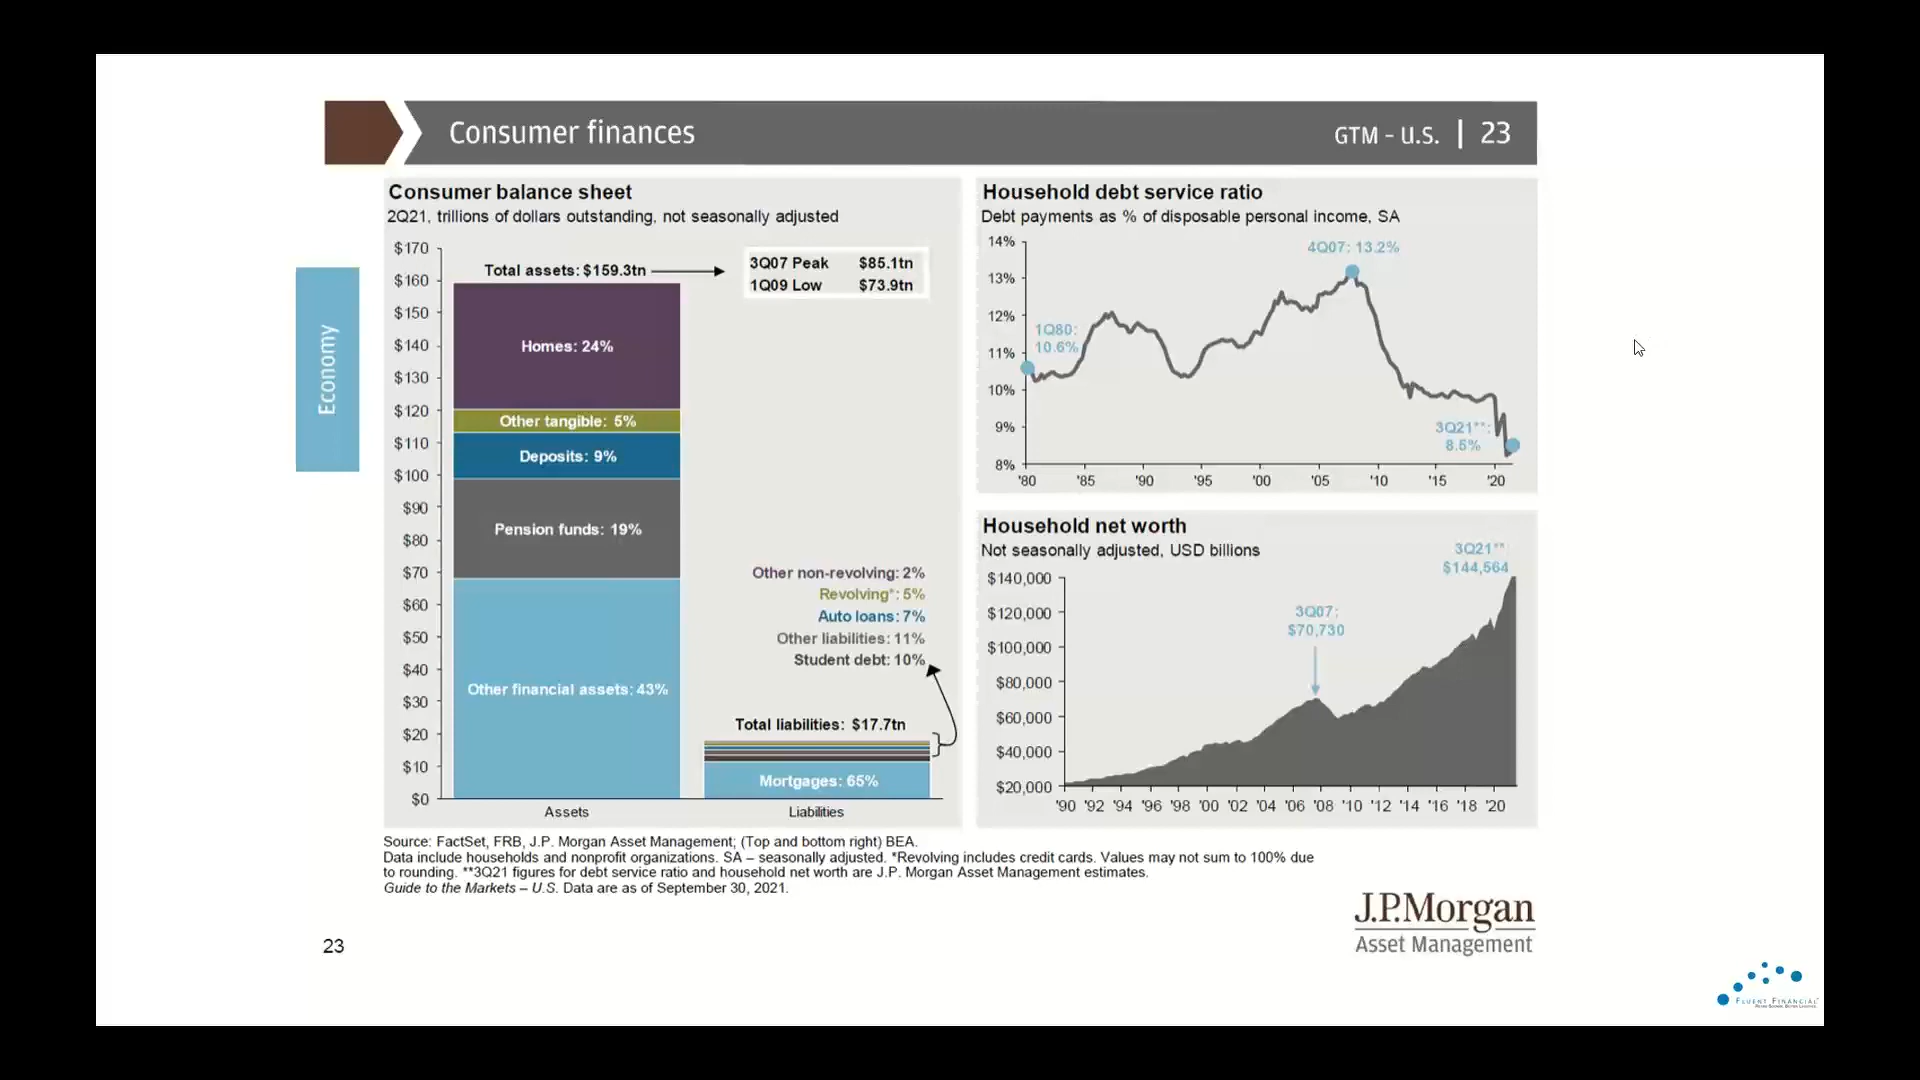 Consumer finances
GTM – U.S. | 23
Economy
Consumer balance sheet
2Q21, trillions of dollars outstanding, not seasonally adjusted
$170
$160
$150
$140
$130
$120
$110
$100
$90
$80
$70
$60
$50
$40
$30
$20
$10
$0
Total assets: $159.3tn
3Q07 Peak $85.1tn
1Q09 Low $73.9tn
Homes: 24%
Other tangible: 5%
Deposits: 9%
Pension funds: 19%
Other financial assets: 43%
Other non-revolving: 2%
Revolving*: 5%
Auto loans: 7%
Other liabilities: 11%
Student debt: 10%
Total liabilities: $17.7tn
Mortgages: 65%
Assets
Liabilities
Household debt service ratio
Debt payments as % of disposable personal income, SA
14%
13%
12%
11%
10%
9%
8%
1Q80:
10.6%
4Q07: 13.2%
3Q21**:
8.5%
'80 '85 '90 '95 '00 '05 '10 '15 '20
Household net worth
Not seasonally adjusted, USD billions
3Q21**
$144,564
$140,000
$120,000
$100,000
$80,000
$60,000
$40,000
$20,000
3Q07:
$70,730
'90 '92 '94 '96 '98 '00 '02 '04 '06 '08 '10 '12 '14 '16 '18 '20
Source: FactSet, FRB, J.P. Morgan Asset Management; (Top and bottom right) BEA.
Data include households and nonprofit organizations. SA – seasonally adjusted. *Revolving includes credit cards. Values may not sum to 100% due
to rounding. **3Q21 figures for debt service ratio and household net worth are J.P. Morgan Asset Management estimates.
Guide to the Markets – U.S. Data are as of September 30, 2021.
J.P.Morgan
Asset Management
23
FLUENT FINANCIAL